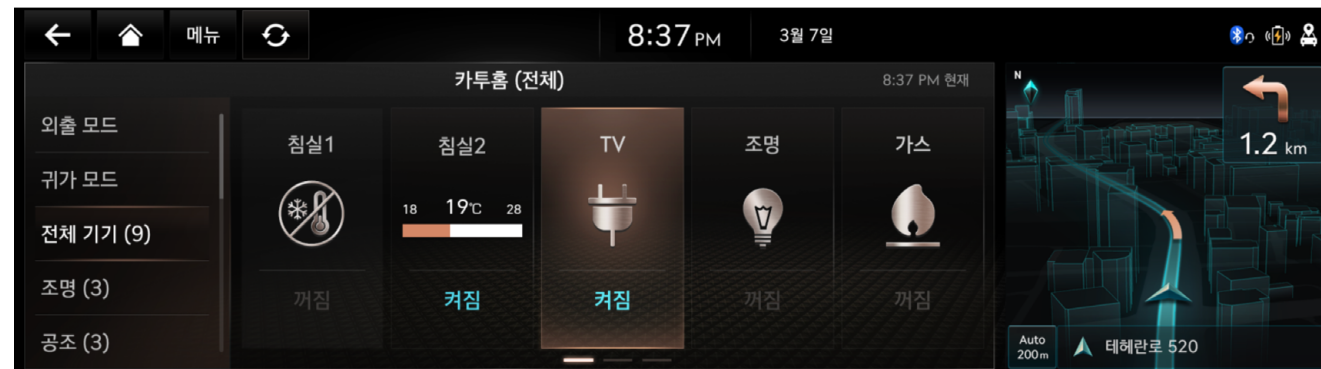 메뉴
8:37 PM 3월 7일
카투홈 (전체)
8:37 PM 현재
외출 모드
귀가 모드
전체 기기 (9)
조명 (3)
공조 (3)
침실1
꺼짐
침실2
18 19℃ 28
켜짐
TV
켜짐
조명
꺼짐
가스
꺼짐
N
1.2 km
Auto
200m
테헤란로 520